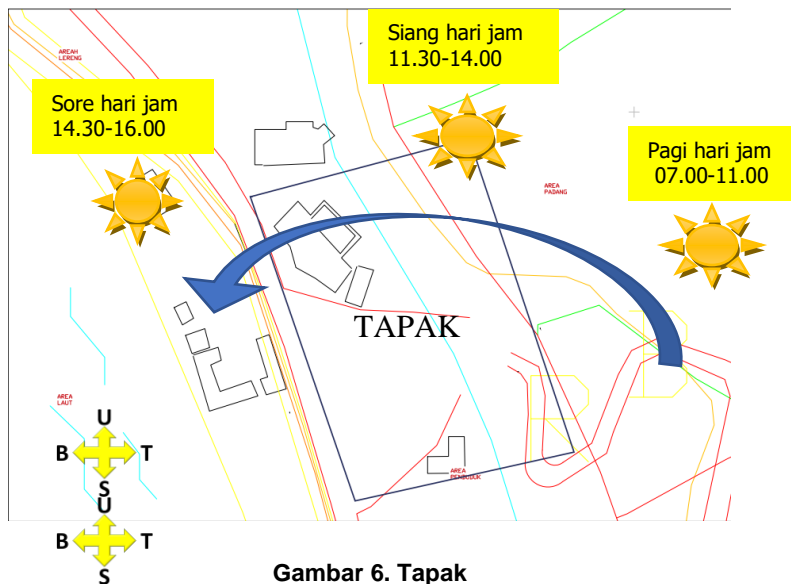 Siang hari jam
11.30-14.00
AREAH
LERENG
Sore hari jam
14.30-16.00
Pagi hari jam
07.00-11.00
AREA
PADANG
TAPAK
AREA
LAUT
U
B T
S
AREA
PENDUDUK
U
B T
S
Gambar 6. Tapak